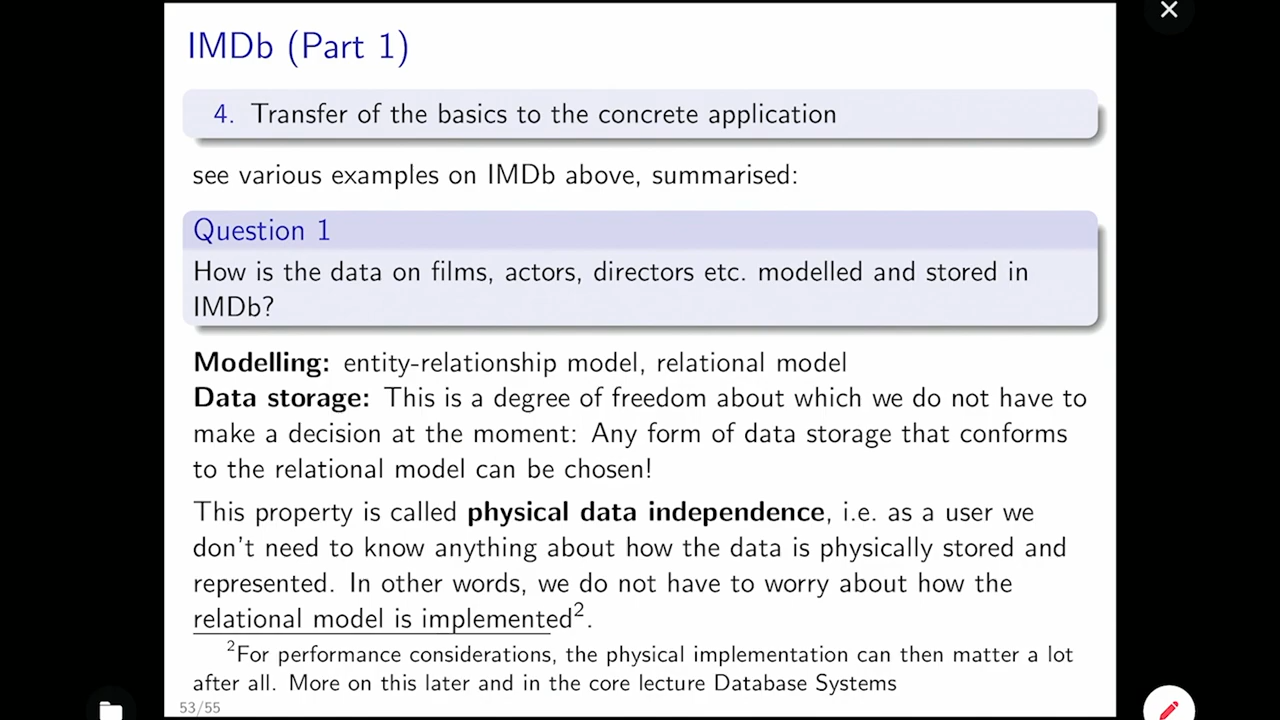 IMDb (Part 1)
4. Transfer of the basics to the concrete application
see various examples on IMDb above, summarised:
Question 1
How is the data on films, actors, directors etc. modelled and stored in
IMDb?
Modelling: entity-relationship model, relational model
Data storage: This is a degree of freedom about which we do not have to
make a decision at the moment: Any form of data storage that conforms
to the relational model can be chosen!
This property is called physical data independence, i.e. as a user we
don't need to know anything about how the data is physically stored and
represented. In other words, we do not have to worry about how the
relational model is implemented².
²For performance considerations, the physical implementation can then matter a lot
after all. More on this later and in the core lecture Database Systems
53/55